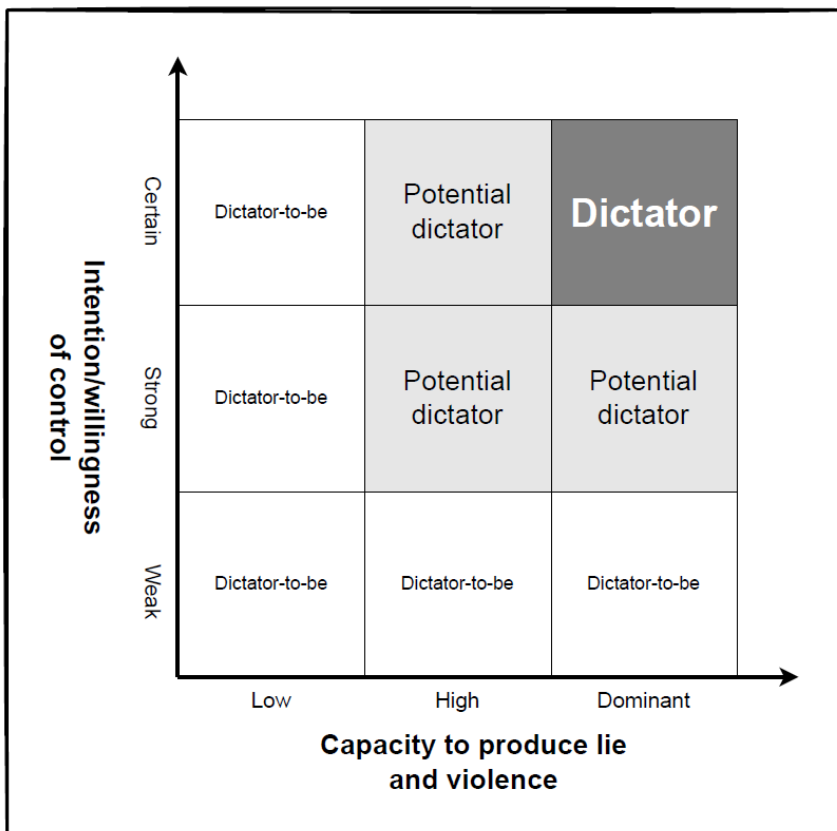 Certain
Dictator-to-be
Potential
dictator
Dictator
Intention/willingness
of control
Strong
Dictator-to-be
Potential
dictator
Potential
dictator
Weak
Dictator-to-be
Dictator-to-be
Dictator-to-be
Low
High
Dominant
Capacity to produce lie
and violence